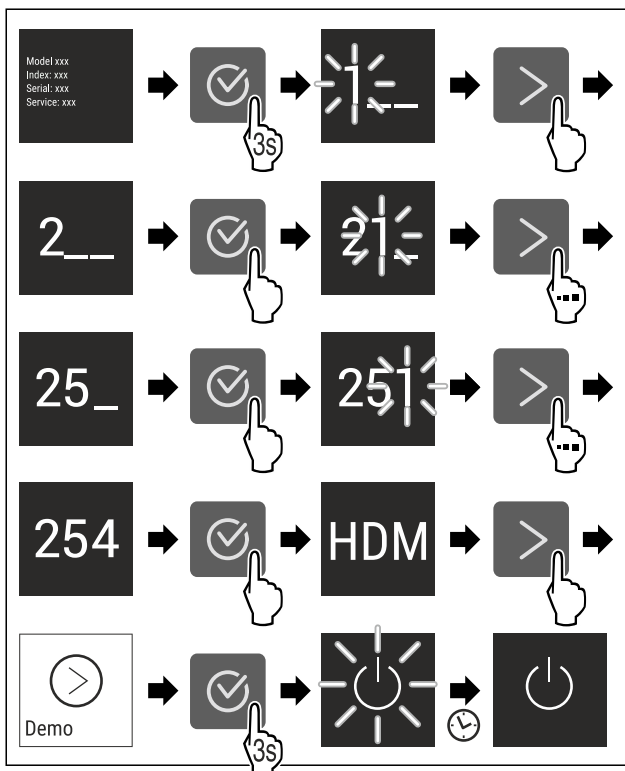 Model xxx
Index: xxx
Serial: xxx
Service: xxx
3s
1__
2__
21_
25_
251
254
HDM
Demo
3s